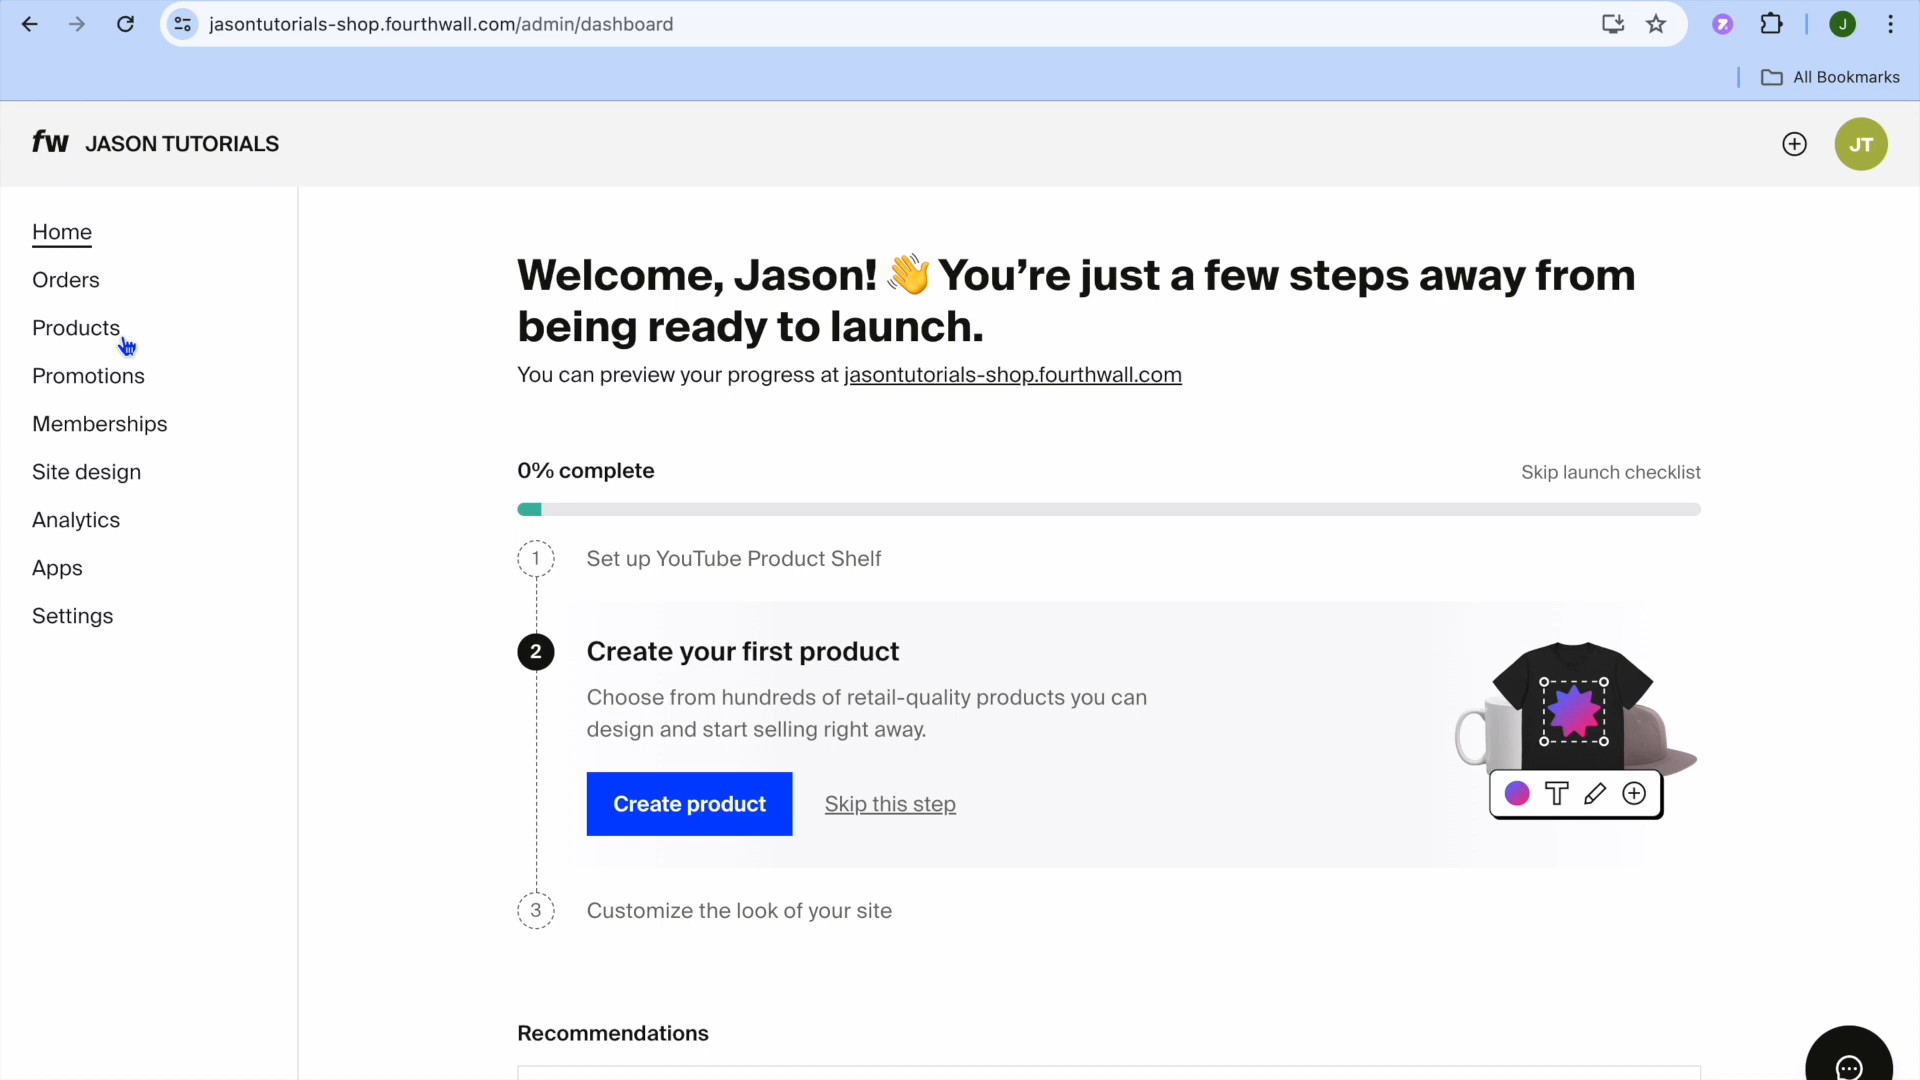 jasontutorials-shop.fourthwall.com/admin/dashboard
J
All Bookmarks
fw JASON TUTORIALS
JT
Home
Orders
Products
Promotions
Memberships
Site design
Analytics
Apps
Settings
Welcome, Jason! 👋 You’re just a few steps away from
being ready to launch.
You can preview your progress at jasontutorials-shop.fourthwall.com
0% complete
Skip launch checklist
1 Set up YouTube Product Shelf
2 Create your first product
Choose from hundreds of retail-quality products you can
design and start selling right away.
Create product
Skip this step
3 Customize the look of your site
Recommendations